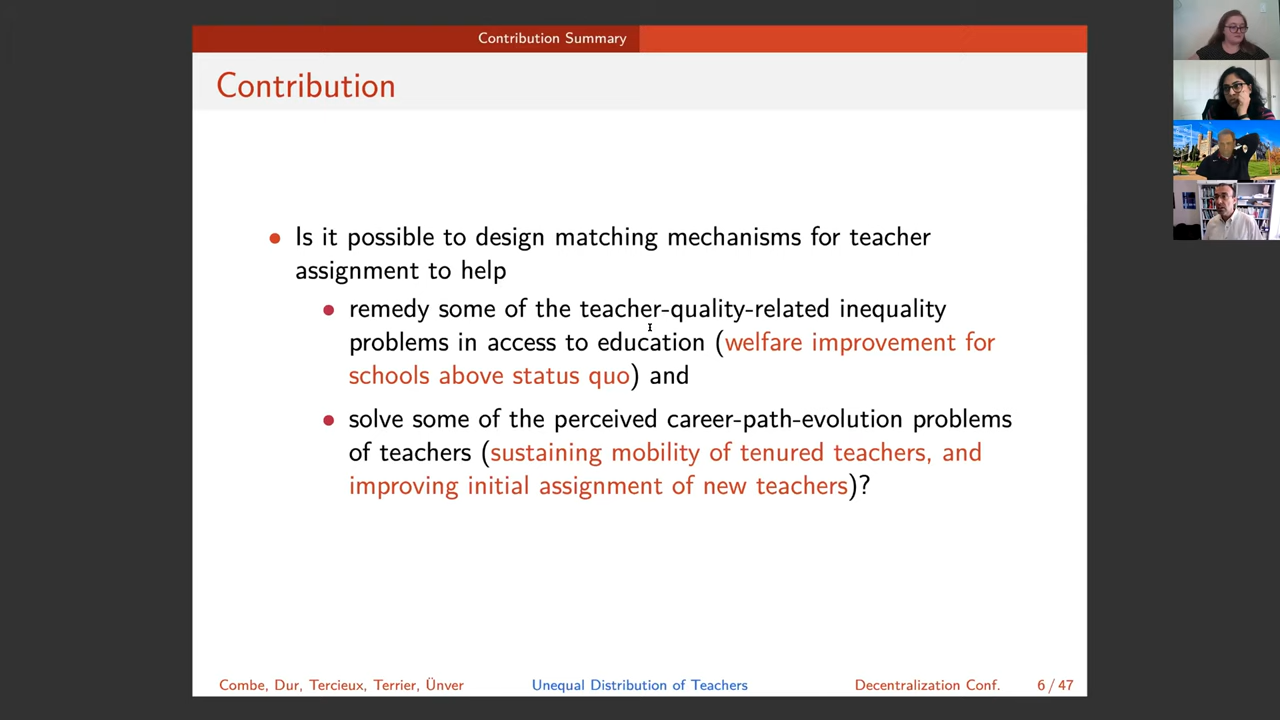 Contribution Summary
Contribution
• Is it possible to design matching mechanisms for teacher
assignment to help
• remedy some of the teacher-quality-related inequality
problems in access to education (welfare improvement for
schools above status quo) and
• solve some of the perceived career-path-evolution problems
of teachers (sustaining mobility of tenured teachers, and
improving initial assignment of new teachers)?
Combe, Dur, Tercieux, Terrier, Ünver
Unequal Distribution of Teachers
Decentralization Conf.
6 / 47